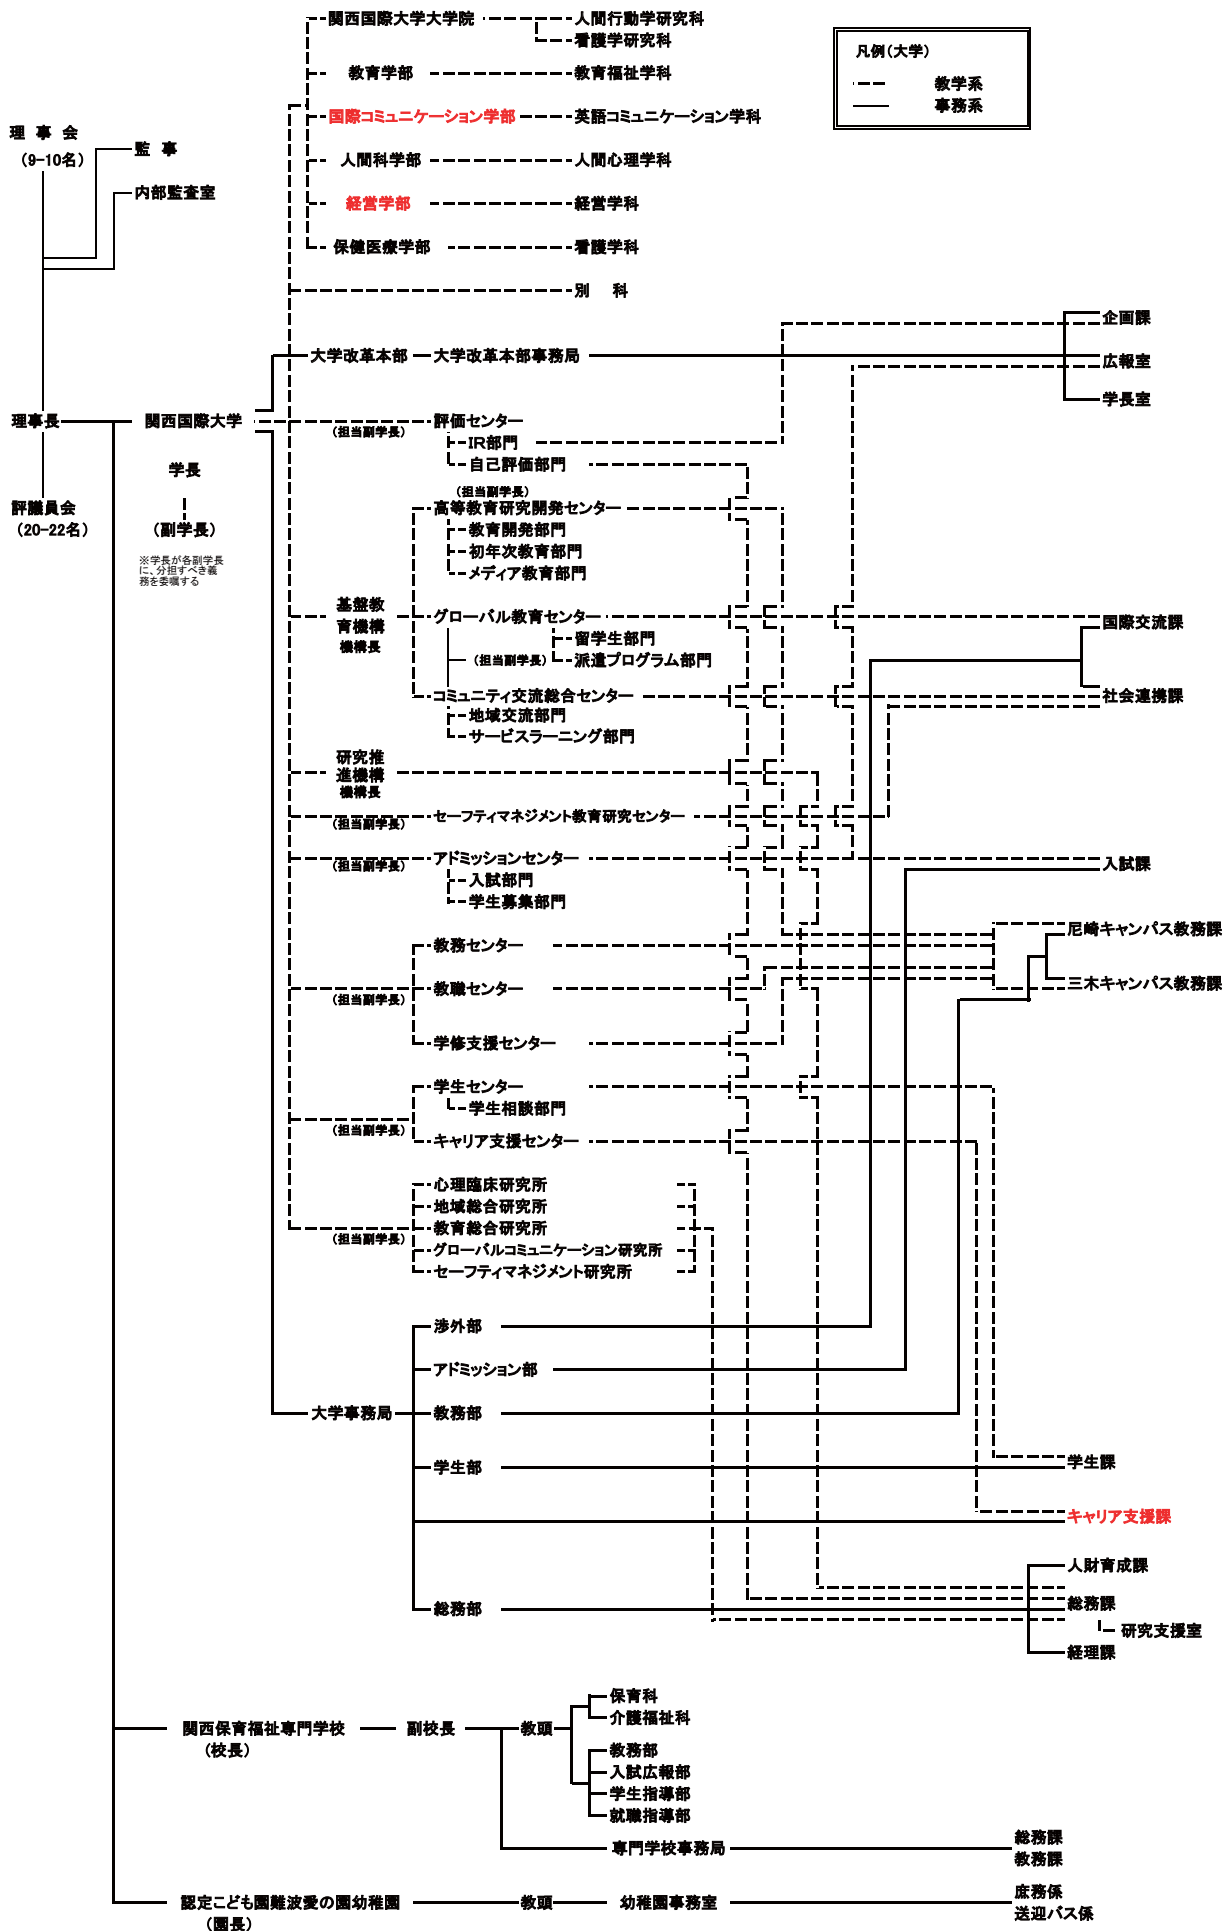 関西国際大学大学院
人間行動学研究科
看護学研究科
凡例(大学)
教学系
事務系
教育学部
教育福祉学科
国際コミュニケーション学部
英語コミュニケーション学科
理 事 会
(9-10名)
監 事
内部監査室
人間科学部
人間心理学科
経営学部
経営学科
保健医療学部
看護学科
別 科
企画課
大学改革本部
大学改革本部事務局
広報室
学長室
理事長
関西国際大学
(担当副学長)
評価センター
IR部門
自己評価部門
学長
(副学長)
※学長が各副学長
に、分担すべき義
務を委嘱する
評議員会
(20-22名)
(担当副学長)
高等教育研究開発センター
教育開発部門
初年次教育部門
メディア教育部門
基盤教
育機構
機構長
グローバル教育センター
留学生部門
(担当副学長)
派遣プログラム部門
国際交流課
コミュニティ交流総合センター
地域交流部門
サービスラーニング部門
社会連携課
研究推
進機構
機構長
(担当副学長)
セーフティマネジメント教育研究センター
(担当副学長)
アドミッションセンター
入試部門
学生募集部門
入試課
教務センター
尼崎キャンパス教務課
(担当副学長)
教職センター
三木キャンパス教務課
学修支援センター
学生センター
学生相談部門
(担当副学長)
キャリア支援センター
心理臨床研究所
地域総合研究所
(担当副学長)
教育総合研究所
グローバルコミュニケーション研究所
セーフティマネジメント研究所
渉外部
アドミッション部
大学事務局
教務部
学生部
学生課
キャリア支援課
人財育成課
総務部
総務課
研究支援室
経理課
関西保育福祉専門学校
(校長)
副校長
教頭
保育科
介護福祉科
教務部
入試広報部
学生指導部
就職指導部
専門学校事務局
総務課
教務課
認定こども園難波愛の園幼稚園
(園長)
教頭
幼稚園事務室
庶務係
送迎バス係